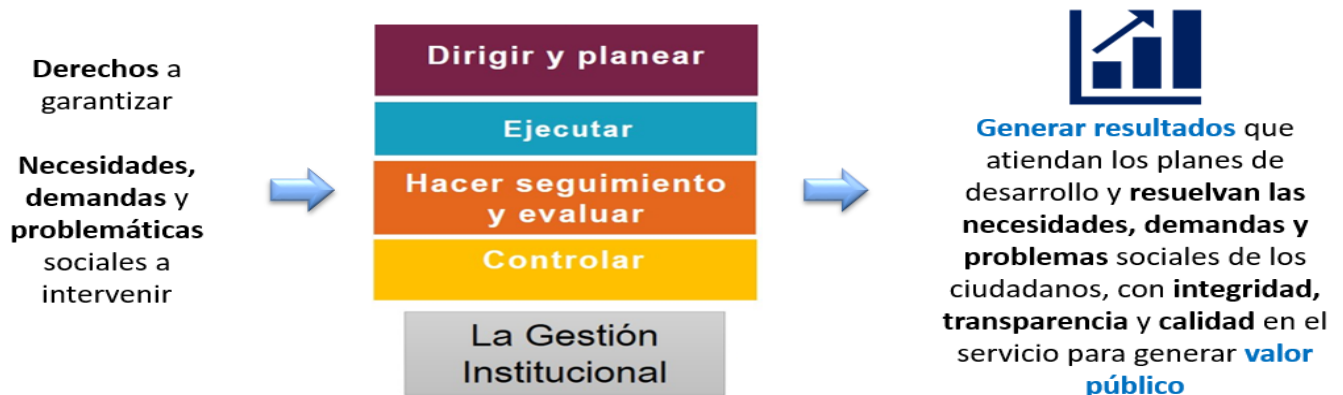 Derechos a
garantizar
Necesidades,
demandas y
problemáticas
sociales a
intervenir
Dirigir y planear
Ejecutar
Hacer seguimiento
y evaluar
Controlar
La Gestión
Institucional
Generar resultados que
atiendan los planes de
desarrollo y resuelvan las
necesidades, demandas y
problemas sociales de los
ciudadanos, con integridad,
transparencia y calidad en el
servicio para generar valor
público